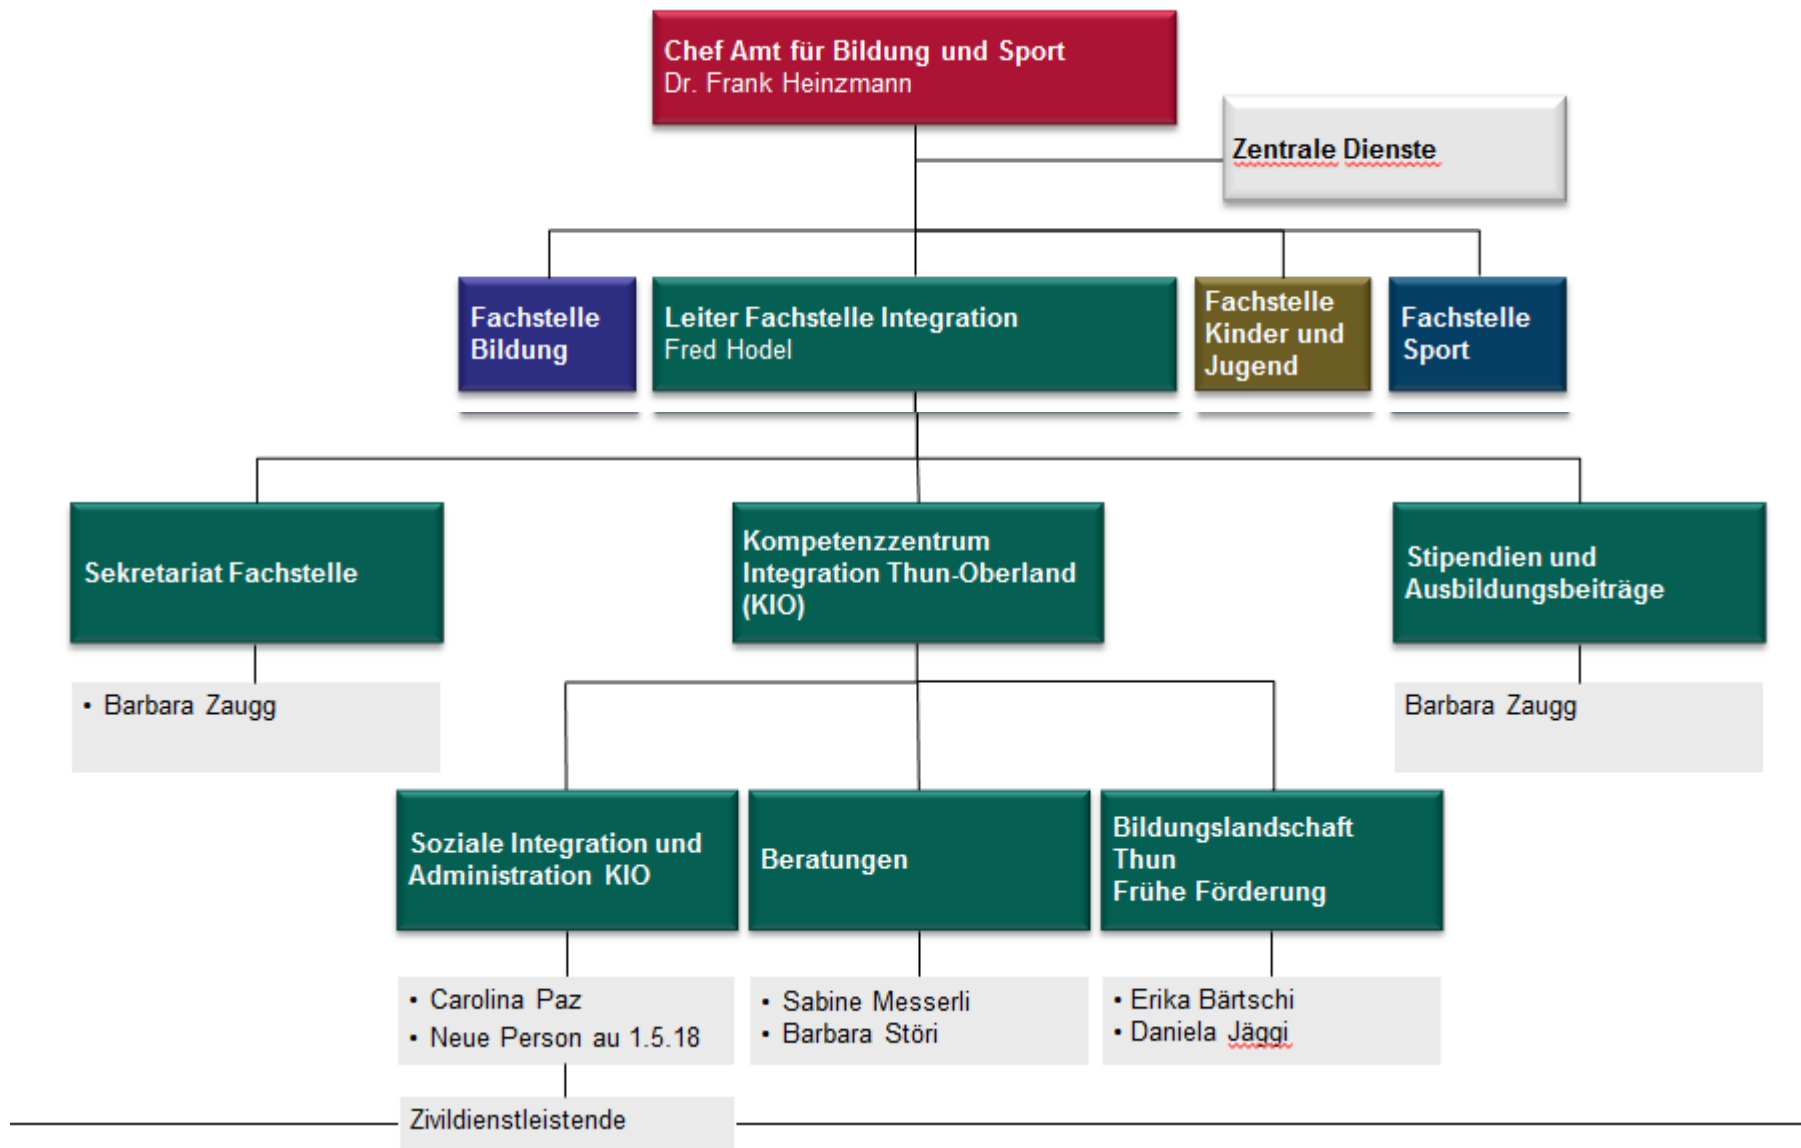 Chef Amt für Bildung und Sport
Dr. Frank Heinzmann
Zentrale Dienste
Fachstelle
Bildung
Leiter Fachstelle Integration
Fred Hodel
Fachstelle
Kinder und
Jugend
Fachstelle
Sport
Sekretariat Fachstelle
Kompetenzzentrum
Integration Thun-Oberland
(KIO)
Stipendien und
Ausbildungsbeiträge
• Barbara Zaugg
Barbara Zaugg
Soziale Integration und
Administration KIO
Beratungen
Bildungslandschaft
Thun
Frühe Förderung
• Carolina Paz
• Neue Person au 1.5.18
• Sabine Messerli
• Barbara Störi
• Erika Bärtschi
• Daniela Jäggi
Zivildienstleistende